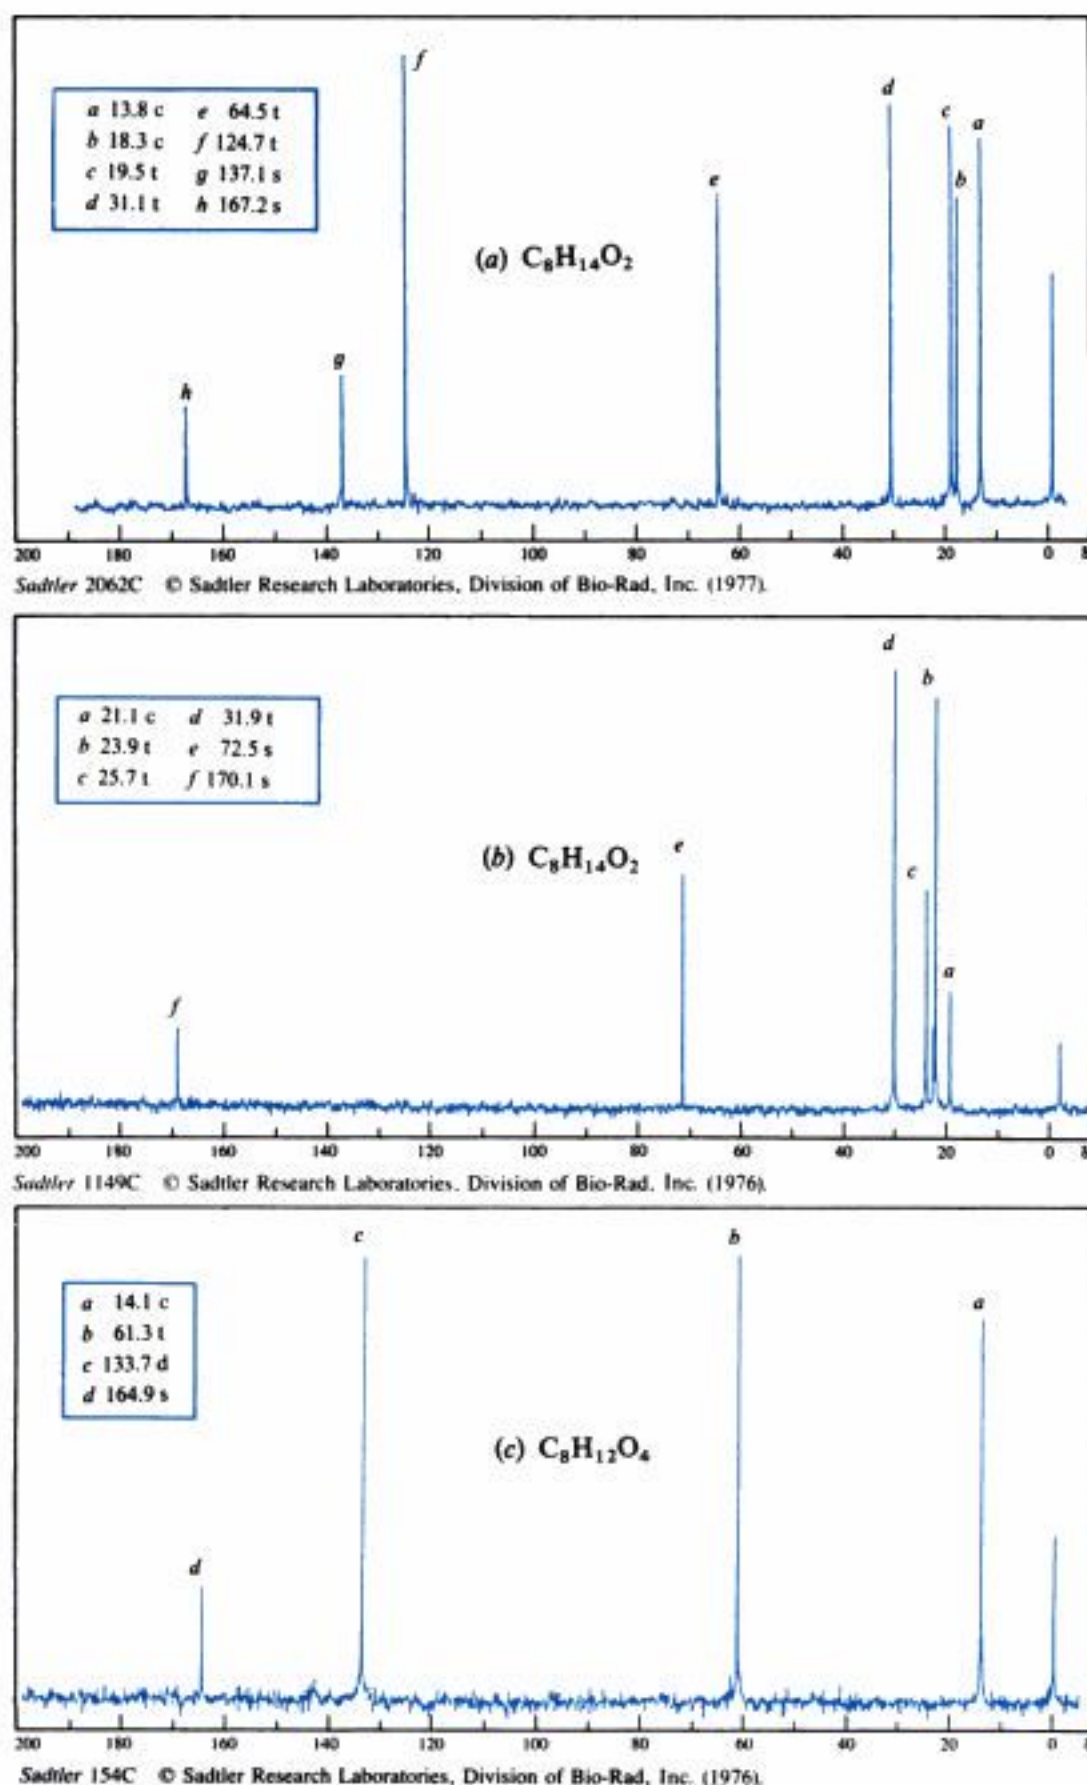 f
d
c
a
b
e
g
h
a 13.8 c e 64.5 t
b 18.3 c f 124.7 t
c 19.5 t g 137.1 s
d 31.1 t h 167.2 s
(a) C₈H₁₄O₂
200 180 160 140 120 100 80 60 40 20 0 δ
Sadtler 2062C © Sadtler Research Laboratories, Division of Bio-Rad, Inc. (1977).
d
b
e
c
a
f
a 21.1 c d 31.9 t
b 23.9 t e 72.5 s
c 25.7 t f 170.1 s
(b) C₈H₁₄O₂
200 180 160 140 120 100 80 60 40 20 0 δ
Sadtler 1149C © Sadtler Research Laboratories. Division of Bio-Rad, Inc. (1976).
c
b
a
d
a 14.1 c
b 61.3 t
c 133.7 d
d 164.9 s
(c) C₈H₁₂O₄
200 180 160 140 120 100 80 60 40 20 0 δ
Sadtler 154C © Sadtler Research Laboratories, Division of Bio-Rad, Inc. (1976).